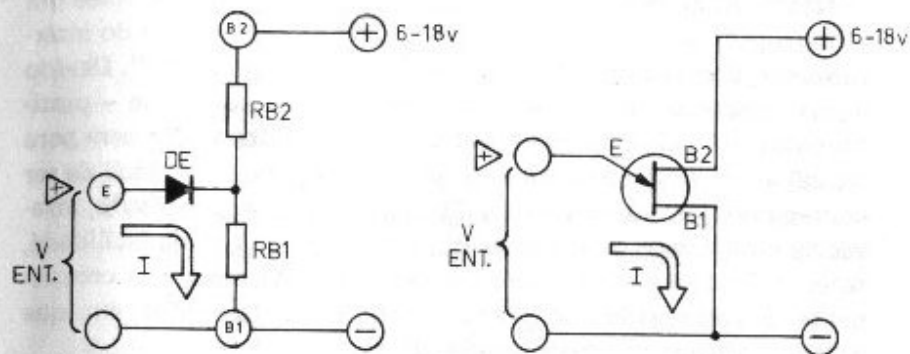 B2
+ 6-18v
RB2
DE
+
E
V
ENT.
I
RB1
B1
−
+ 6-18v
+
E
B2
B1
V
ENT.
I
−